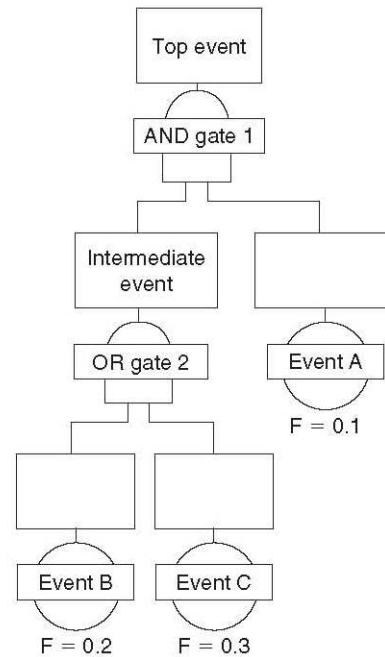 Top event
AND gate 1
Intermediate
event
OR gate 2
Event A
F = 0.1
Event B
Event C
F = 0.2
F = 0.3